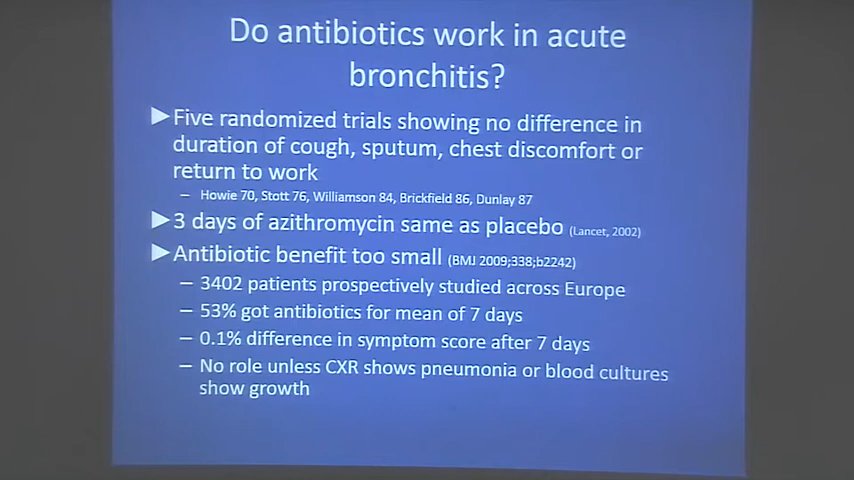 Do antibiotics work in acute
bronchitis?
Five randomized trials showing no difference in
duration of cough, sputum, chest discomfort or
return to work
– Howie 70, Stott 76, Williamson 84, Brickfield 86, Dunlay 87
3 days of azithromycin same as placebo (Lancet, 2002)
Antibiotic benefit too small (BMJ 2009;338;b2242)
– 3402 patients prospectively studied across Europe
– 53% got antibiotics for mean of 7 days
– 0.1% difference in symptom score after 7 days
– No role unless CXR shows pneumonia or blood cultures
show growth